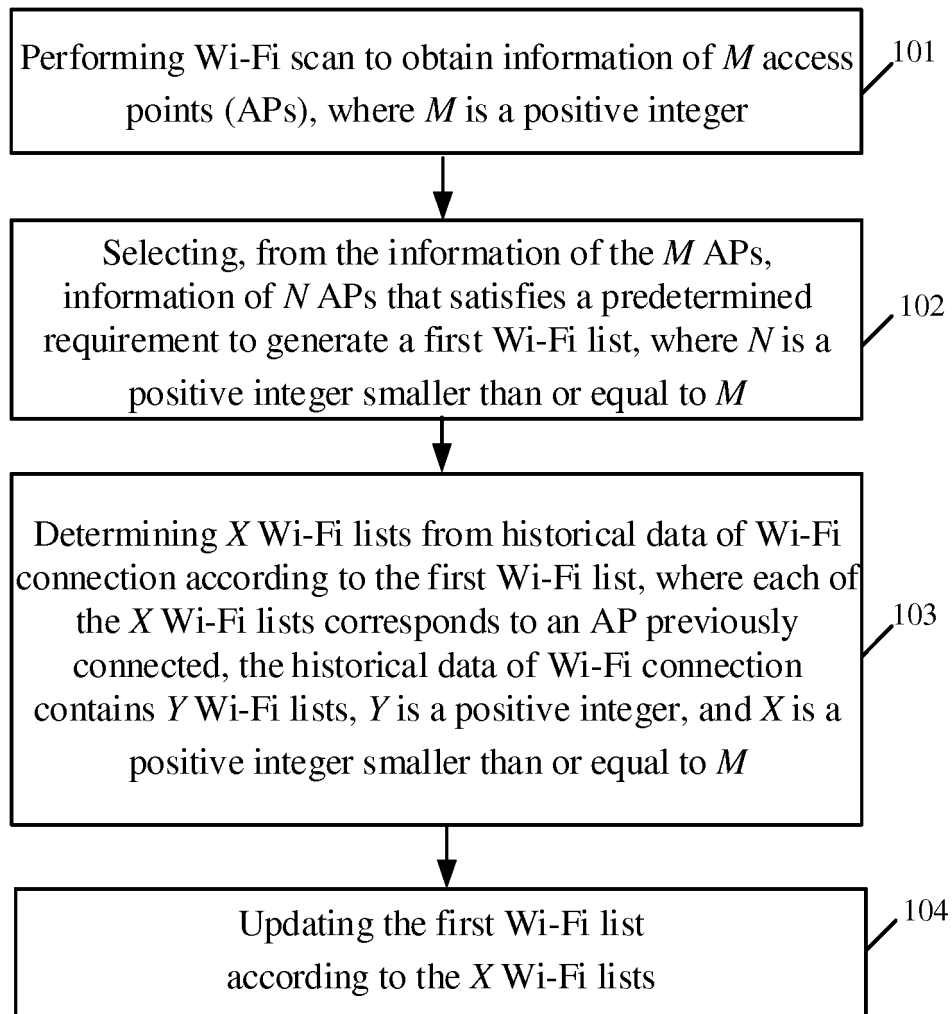 Performing Wi-Fi scan to obtain information of M access
points (APs), where M is a positive integer
101
Selecting, from the information of the M APs,
information of N APs that satisfies a predetermined
requirement to generate a first Wi-Fi list, where N is a
positive integer smaller than or equal to M
102
Determining X Wi-Fi lists from historical data of Wi-Fi
connection according to the first Wi-Fi list, where each of
the X Wi-Fi lists corresponds to an AP previously
connected, the historical data of Wi-Fi connection
contains Y Wi-Fi lists, Y is a positive integer, and X is a
positive integer smaller than or equal to M
103
Updating the first Wi-Fi list
according to the X Wi-Fi lists
104